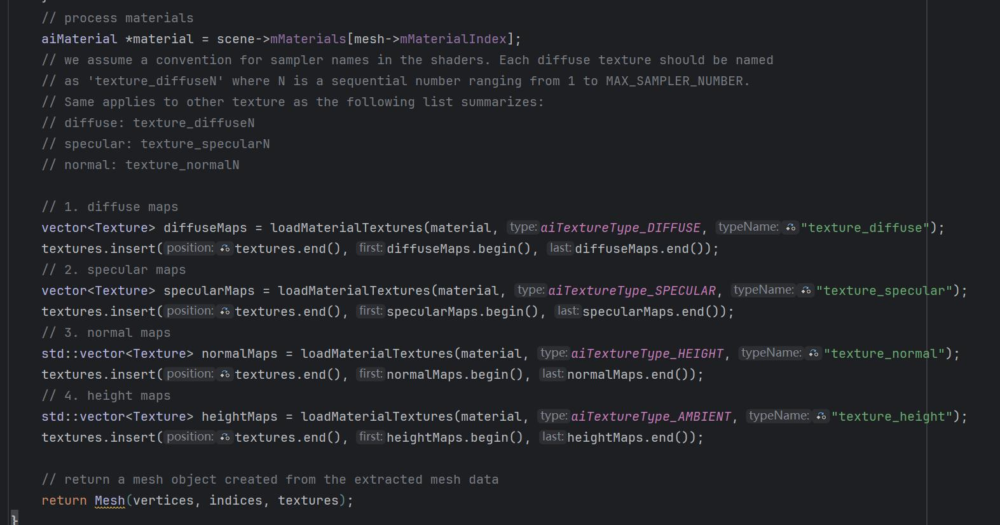 // process materials
aiMaterial *material = scene->mMaterials[mesh->mMaterialIndex];
// we assume a convention for sampler names in the shaders. Each diffuse texture should be named
// as 'texture_diffuseN' where N is a sequential number ranging from 1 to MAX_SAMPLER_NUMBER.
// Same applies to other texture as the following list summarizes:
// diffuse: texture_diffuseN
// specular: texture_specularN
// normal: texture_normalN
// 1. diffuse maps
vector<Texture> diffuseMaps = loadMaterialTextures(material, type: aiTextureType_DIFFUSE, typeName: "texture_diffuse");
textures.insert(position: textures.end(), first: diffuseMaps.begin(), last: diffuseMaps.end());
// 2. specular maps
vector<Texture> specularMaps = loadMaterialTextures(material, type: aiTextureType_SPECULAR, typeName: "texture_specular");
textures.insert(position: textures.end(), first: specularMaps.begin(), last: specularMaps.end());
// 3. normal maps
std::vector<Texture> normalMaps = loadMaterialTextures(material, type: aiTextureType_HEIGHT, typeName: "texture_normal");
textures.insert(position: textures.end(), first: normalMaps.begin(), last: normalMaps.end());
// 4. height maps
std::vector<Texture> heightMaps = loadMaterialTextures(material, type: aiTextureType_AMBIENT, typeName: "texture_height");
textures.insert(position: textures.end(), first: heightMaps.begin(), last: heightMaps.end());
// return a mesh object created from the extracted mesh data
return Mesh(vertices, indices, textures);
}